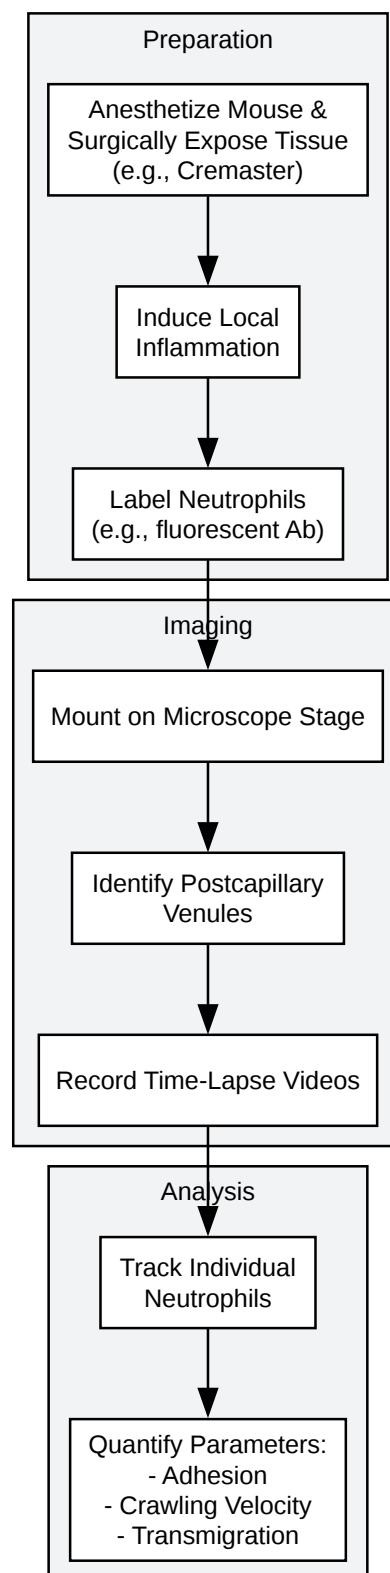 Preparation
Anesthetize Mouse &
Surgically Expose Tissue
(e.g., Cremaster)
Induce Local
Inflammation
Label Neutrophils
(e.g., fluorescent Ab)
Imaging
Mount on Microscope Stage
Identify Postcapillary
Venules
Record Time-Lapse Videos
Analysis
Track Individual
Neutrophils
Quantify Parameters:
- Adhesion
- Crawling Velocity
- Transmigration